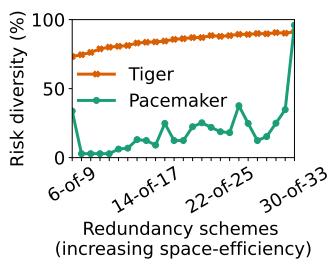 Risk diversity (%)
100
50
0
Tiger
Pacemaker
6-of-9
14-of-17
22-of-25
30-of-33
Redundancy schemes
(increasing space-efficiency)